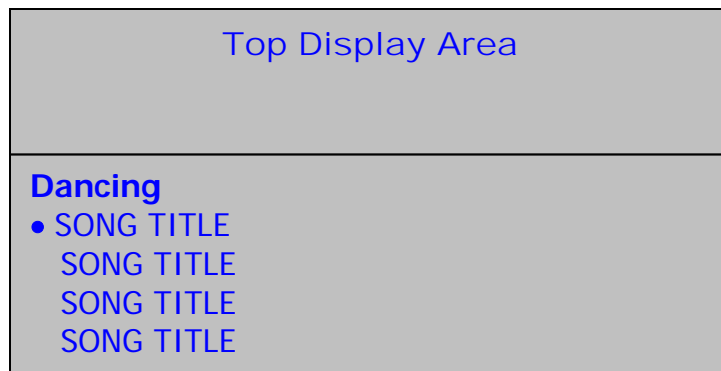 Top Display Area
Dancing
• SONG TITLE
SONG TITLE
SONG TITLE
SONG TITLE